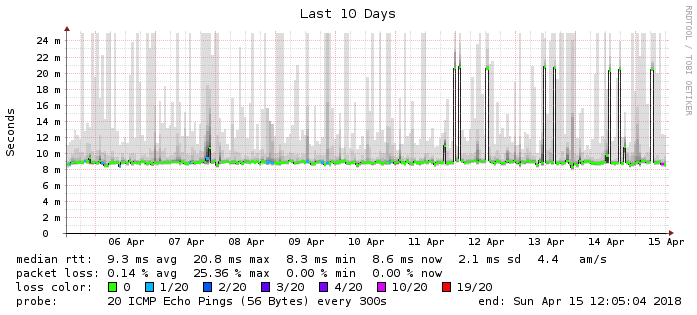 Last 10 Days
RRDTOOL / TOBI OETIKER
Seconds
24 m
22 m
20 m
18 m
16 m
14 m
12 m
10 m
8 m
6 m
4 m
2 m
0
06 Apr 07 Apr 08 Apr 09 Apr 10 Apr 11 Apr 12 Apr 13 Apr 14 Apr 15 Apr
median rtt: 9.3 ms avg 20.8 ms max 8.3 ms min 8.6 ms now 2.1 ms sd 4.4 am/s
packet loss: 0.14 % avg 25.36 % max 0.00 % min 0.00 % now
loss color: 0 1/20 2/20 3/20 4/20 10/20 19/20
probe: 20 ICMP Echo Pings (56 Bytes) every 300s end: Sun Apr 15 12:05:04 2018